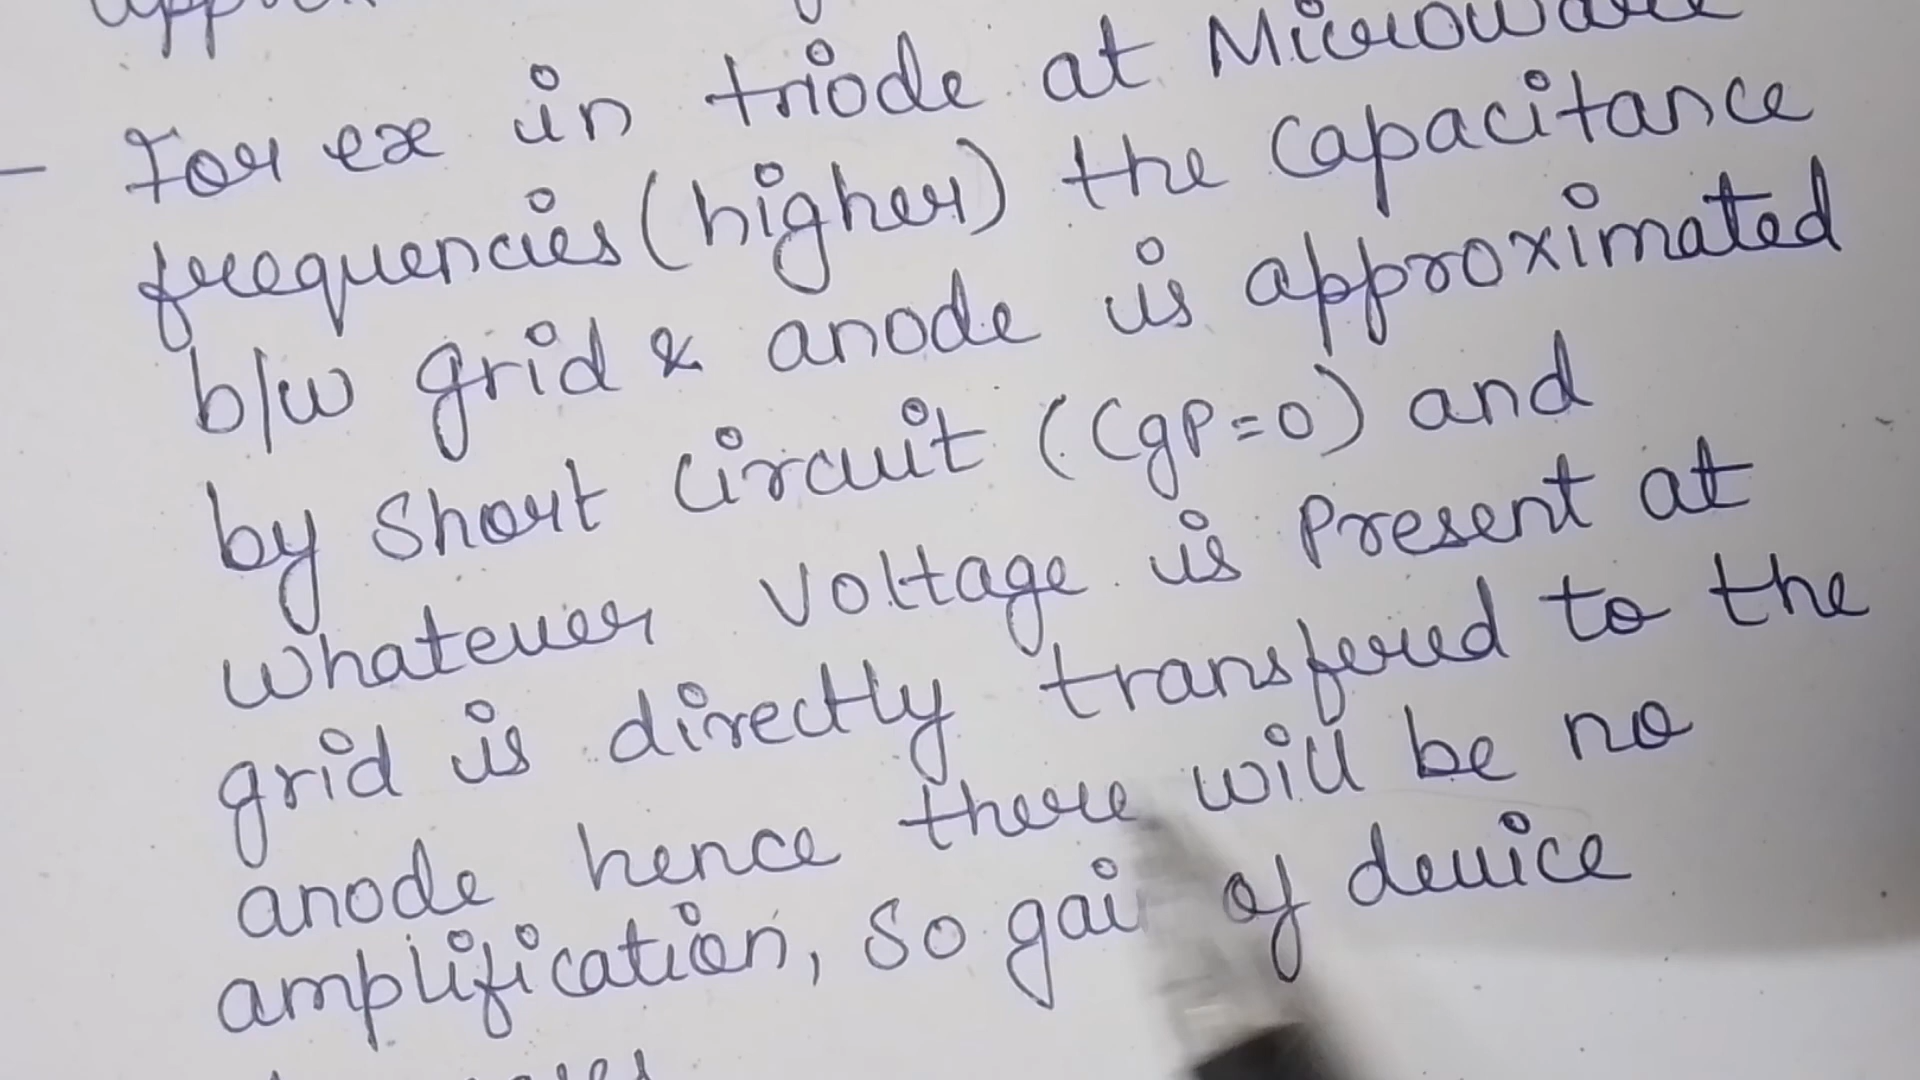 - For ex in triode at Microwave
frequencies (higher) the capacitance
b/w grid & anode is approximated
by short circuit (Cgp=0) and
whatever voltage is present at
grid is directly transfered to the
anode hence there will be no
amplification, so gai of device